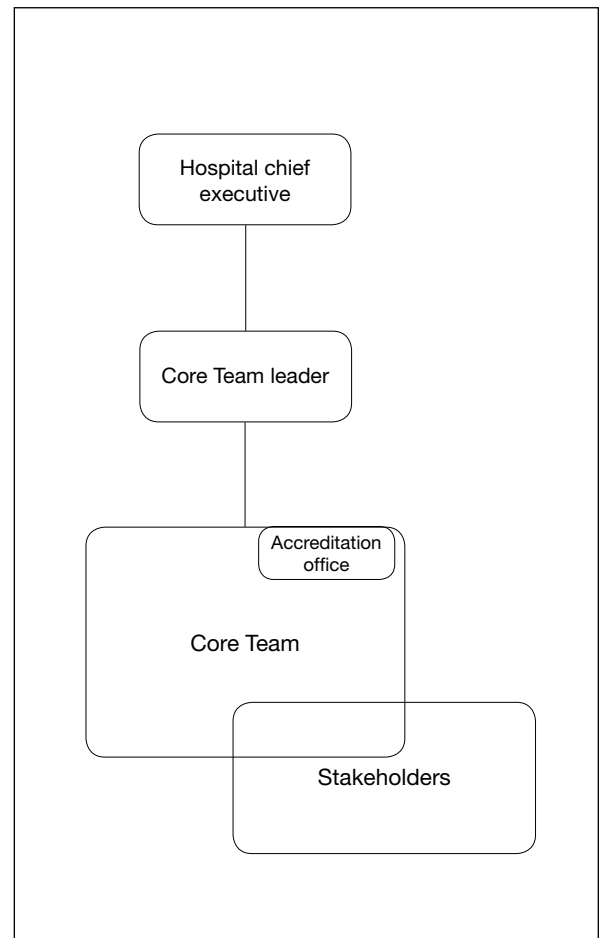 Hospital chief
executive
Core Team leader
Accreditation
office
Core Team
Stakeholders